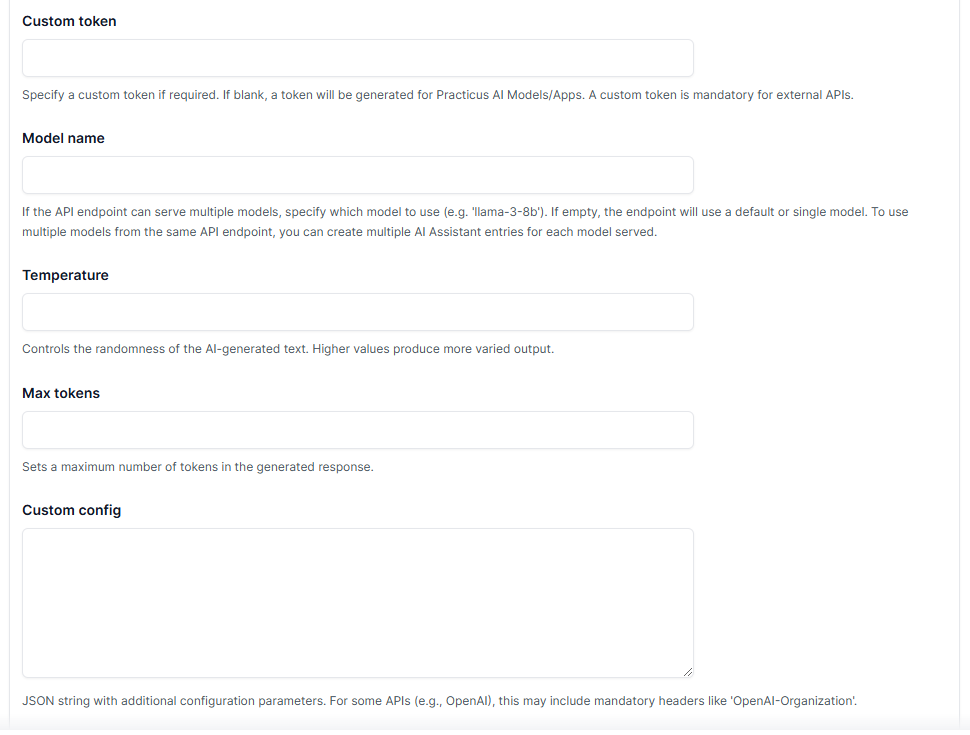 Custom token
Specify a custom token if required. If blank, a token will be generated for Practicus AI Models/Apps. A custom token is mandatory for external APIs.
Model name
If the API endpoint can serve multiple models, specify which model to use (e.g. 'llama-3-8b'). If empty, the endpoint will use a default or single model. To use
multiple models from the same API endpoint, you can create multiple AI Assistant entries for each model served.
Temperature
Controls the randomness of the AI-generated text. Higher values produce more varied output.
Max tokens
Sets a maximum number of tokens in the generated response.
Custom config
JSON string with additional configuration parameters. For some APIs (e.g., OpenAI), this may include mandatory headers like 'OpenAI-Organization'.